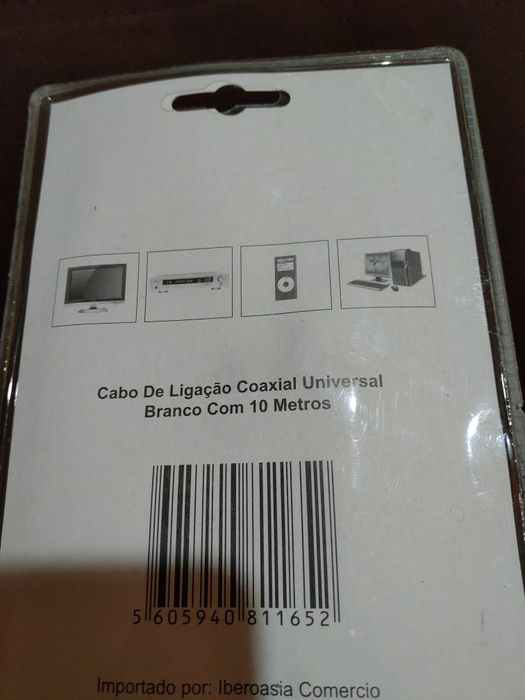 Cabo De Ligação Coaxial Universal
Branco Com 10 Metros
5 605940 811652
Importado por: Iberoasia Comercio